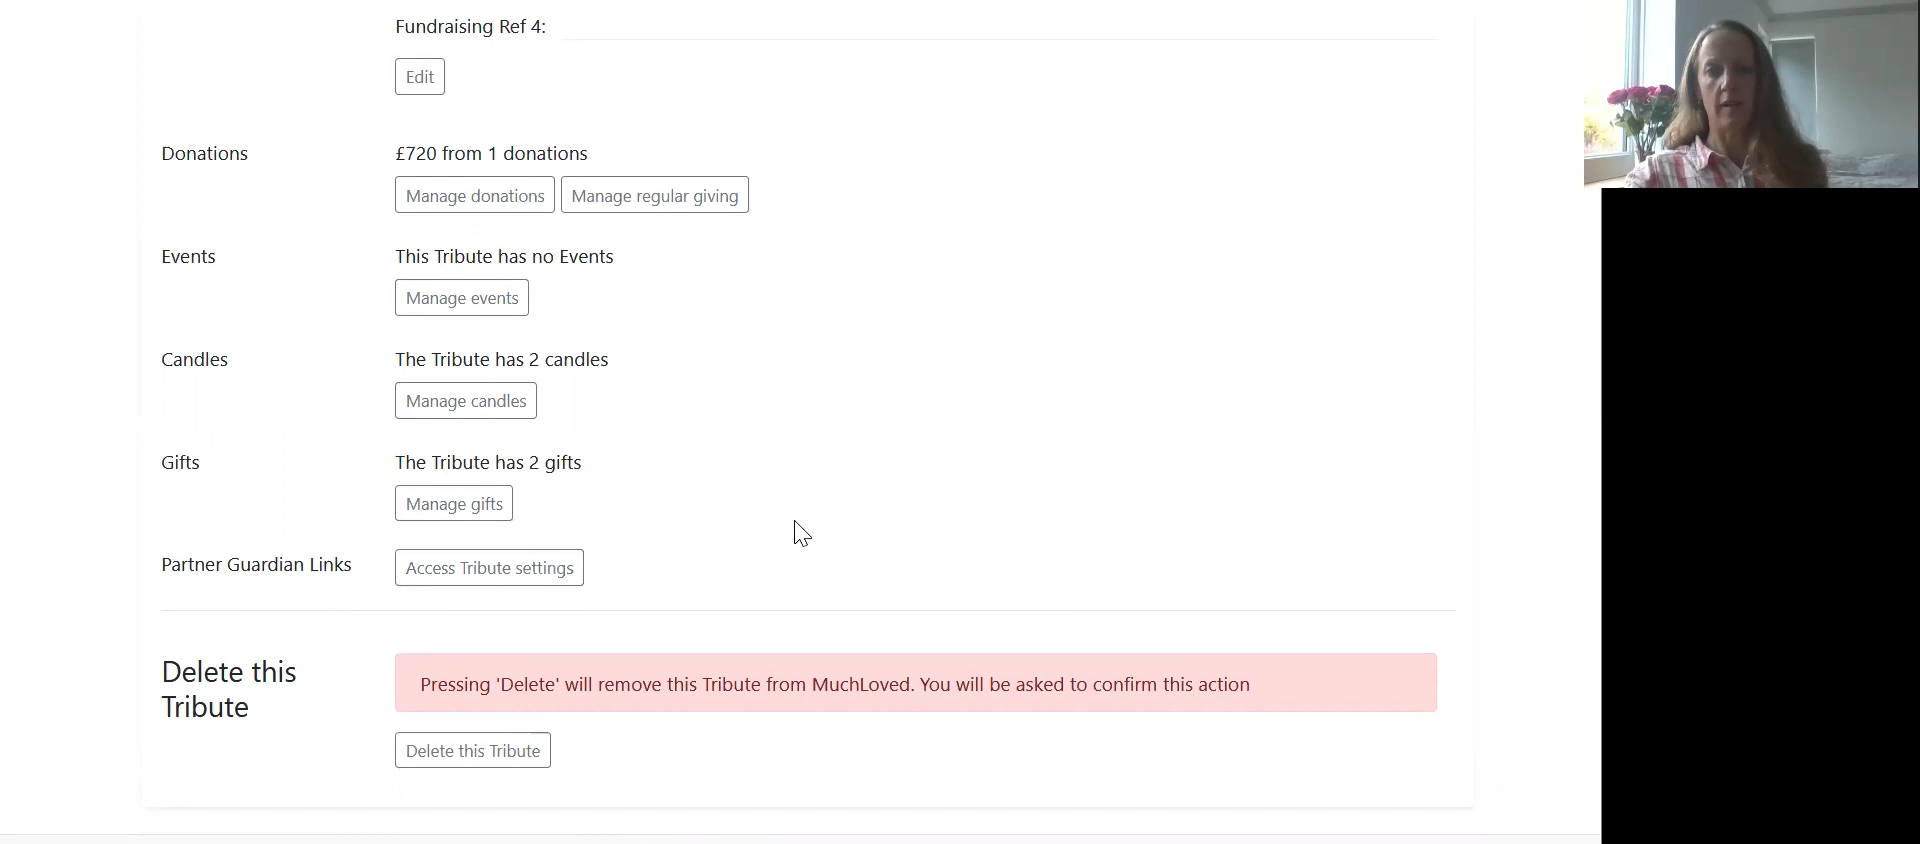 Fundraising Ref 4:
Edit
Donations
£720 from 1 donations
Manage donations
Manage regular giving
Events
This Tribute has no Events
Manage events
Candles
The Tribute has 2 candles
Manage candles
Gifts
The Tribute has 2 gifts
Manage gifts
Partner Guardian Links
Access Tribute settings
Delete this
Tribute
Pressing 'Delete' will remove this Tribute from MuchLoved. You will be asked to confirm this action
Delete this Tribute